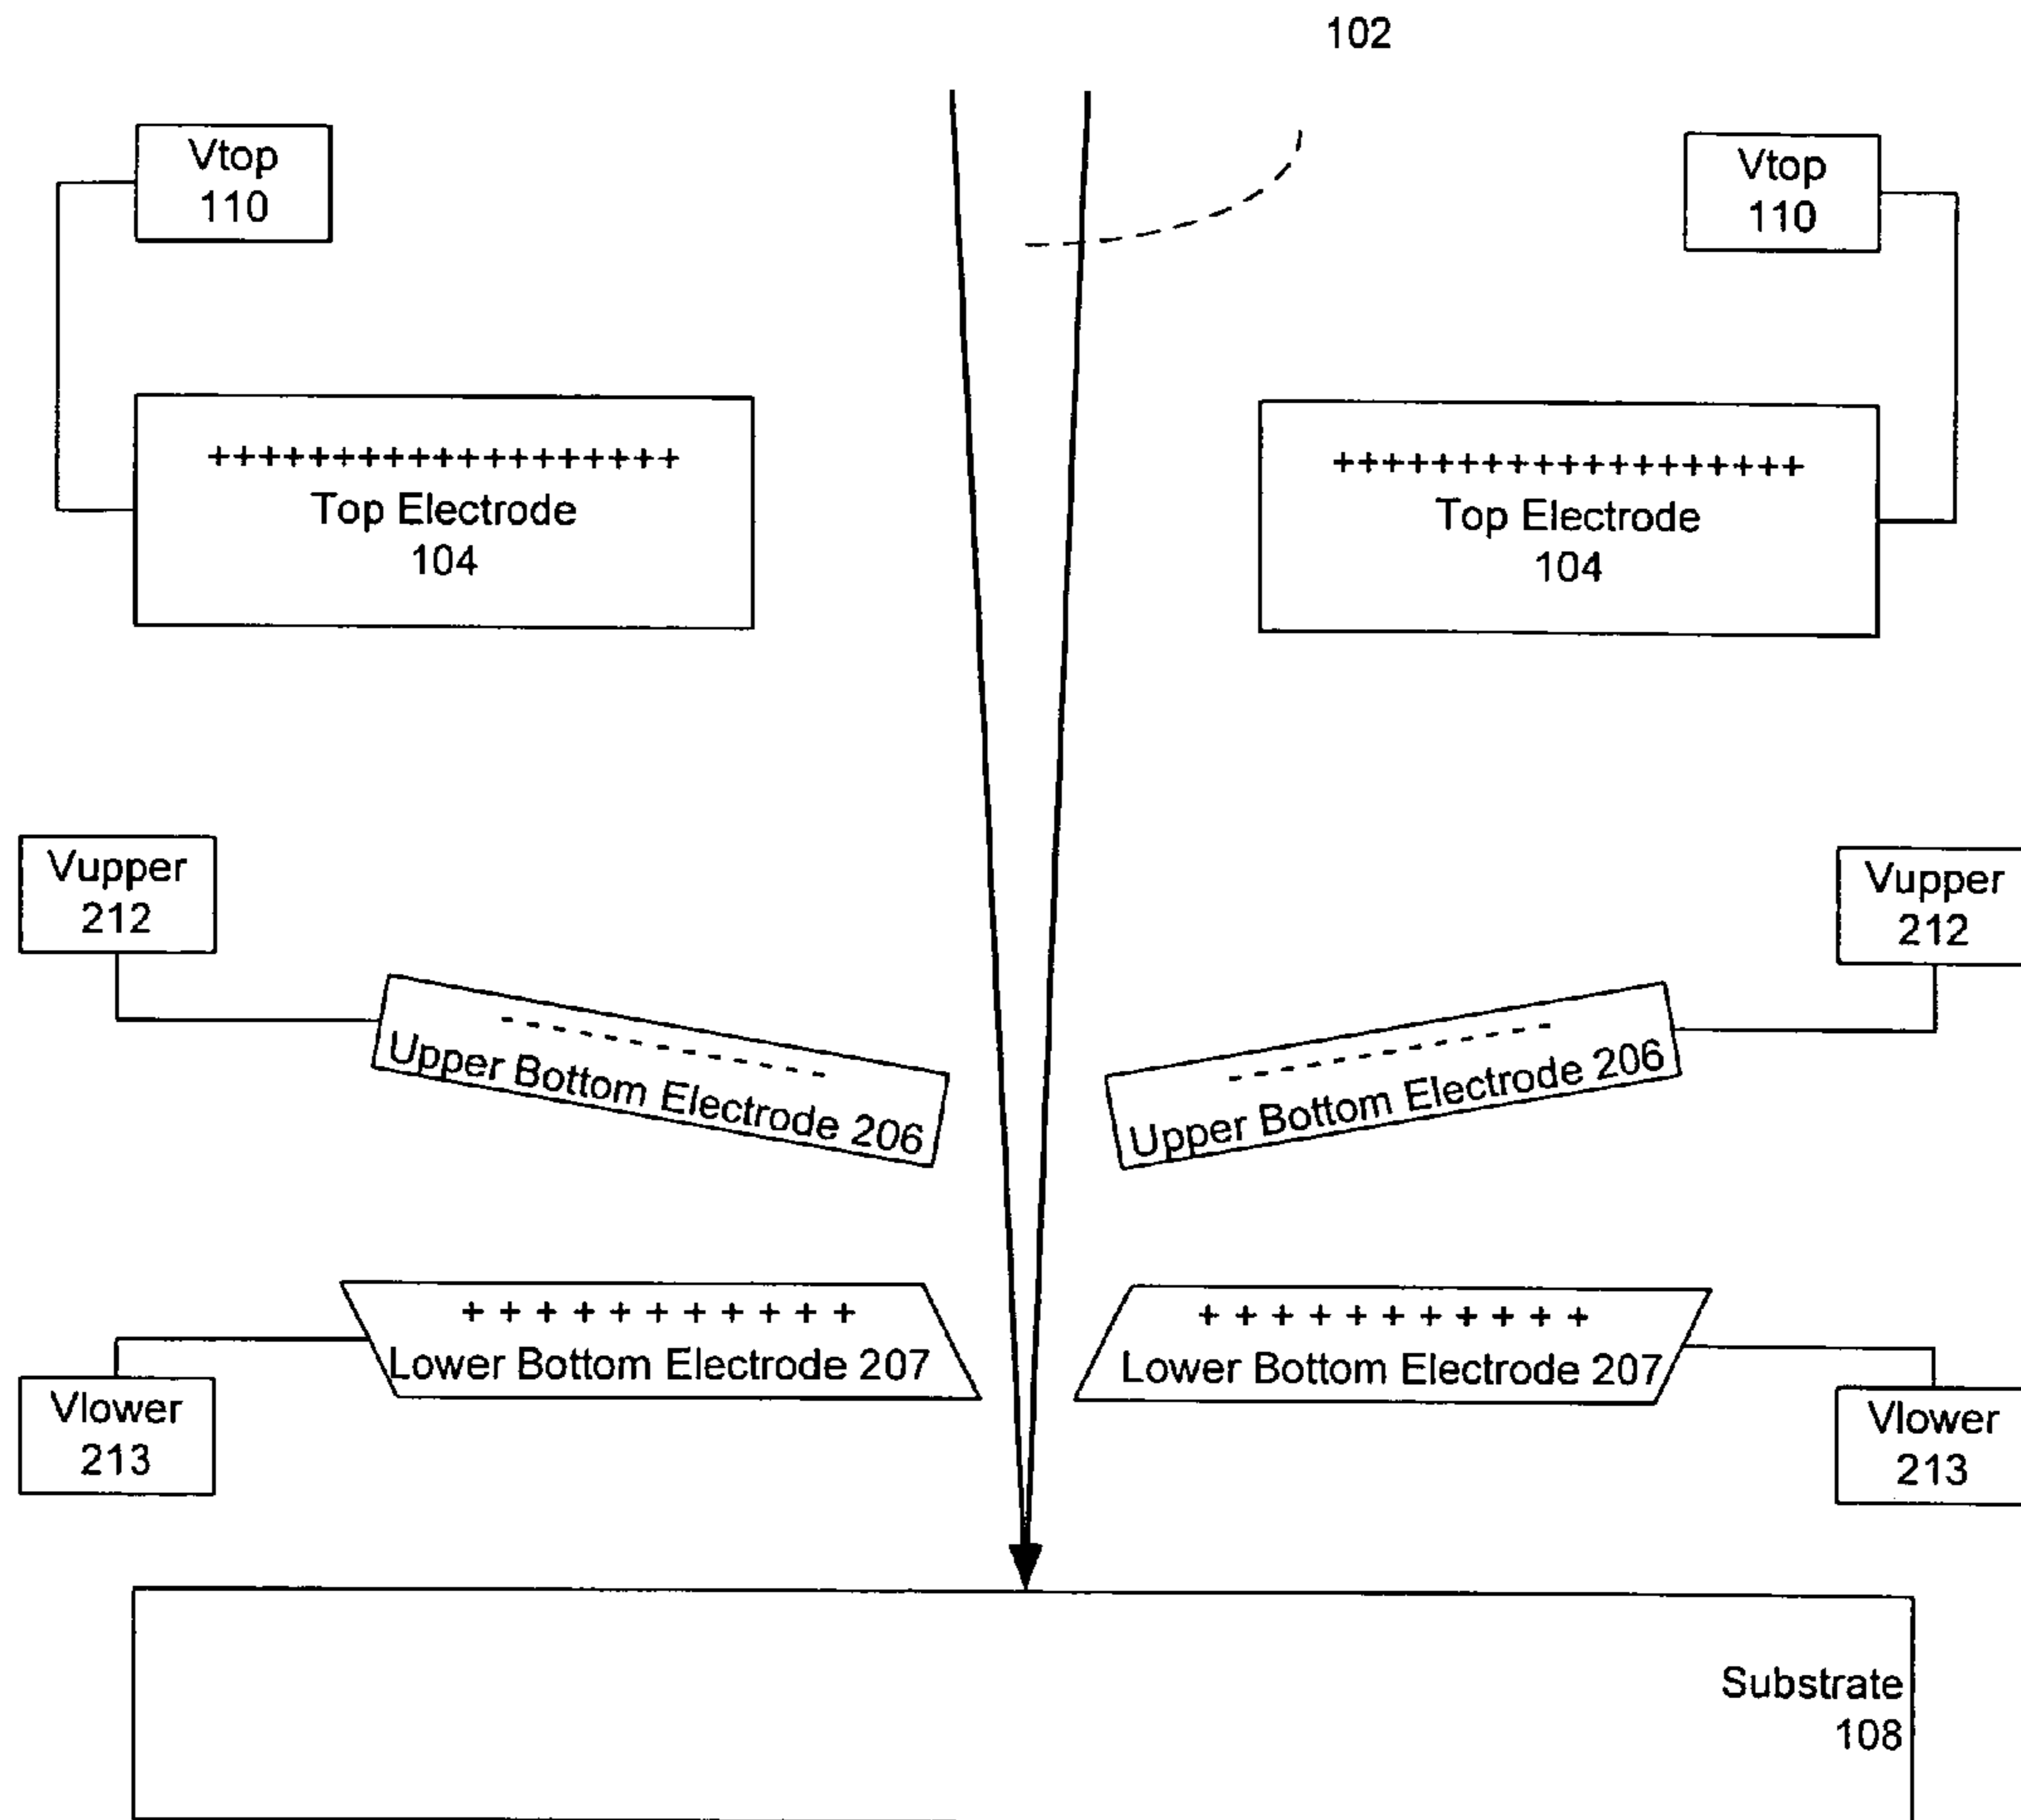 102
Vtop
110
Vtop
110
+++++++++++++++++++
Top Electrode
104
+++++++++++++++++++
Top Electrode
104
Vupper
212
Vupper
212
- - - - - - - - - - - - -
Upper Bottom Electrode 206
- - - - - - - - - - - - -
Upper Bottom Electrode 206
+ + + + + + + + + + +
Lower Bottom Electrode 207
+ + + + + + + + + + +
Lower Bottom Electrode 207
Vlower
213
Vlower
213
Substrate
108